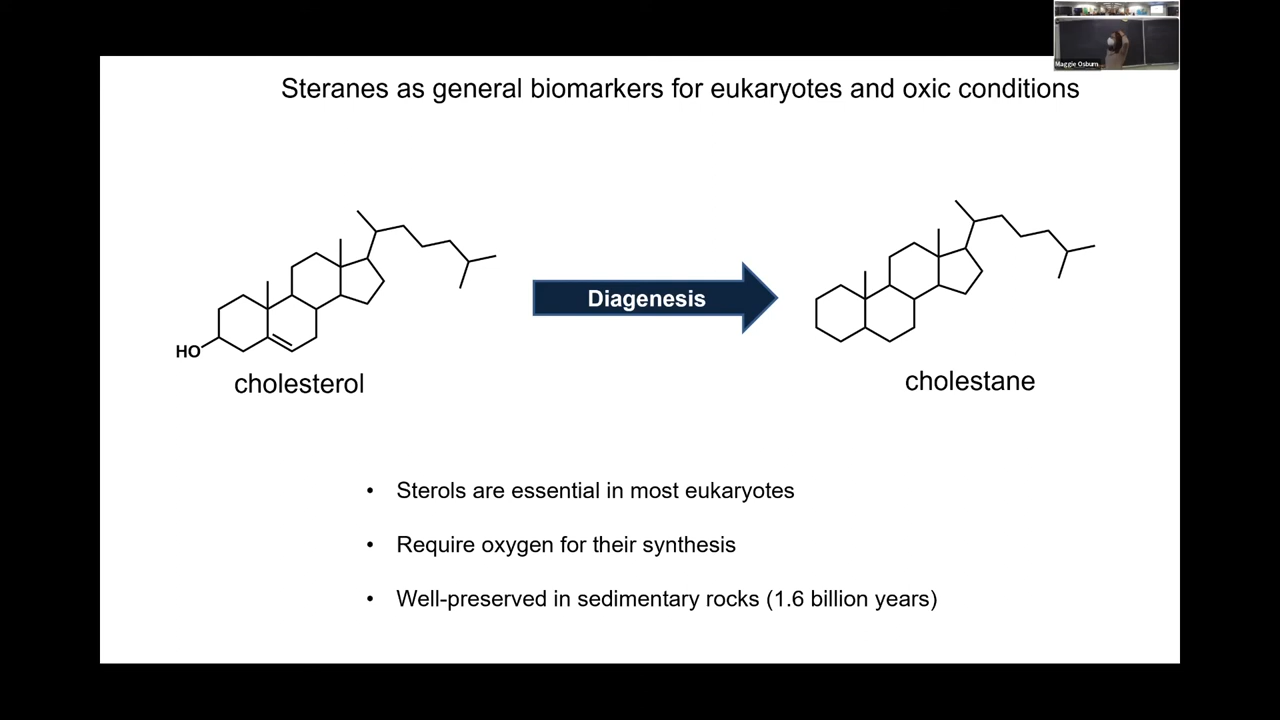 Maggie Osburn
Steranes as general biomarkers for eukaryotes and oxic conditions
Diagenesis
HO
cholesterol
cholestane
• Sterols are essential in most eukaryotes
• Require oxygen for their synthesis
• Well-preserved in sedimentary rocks (1.6 billion years)